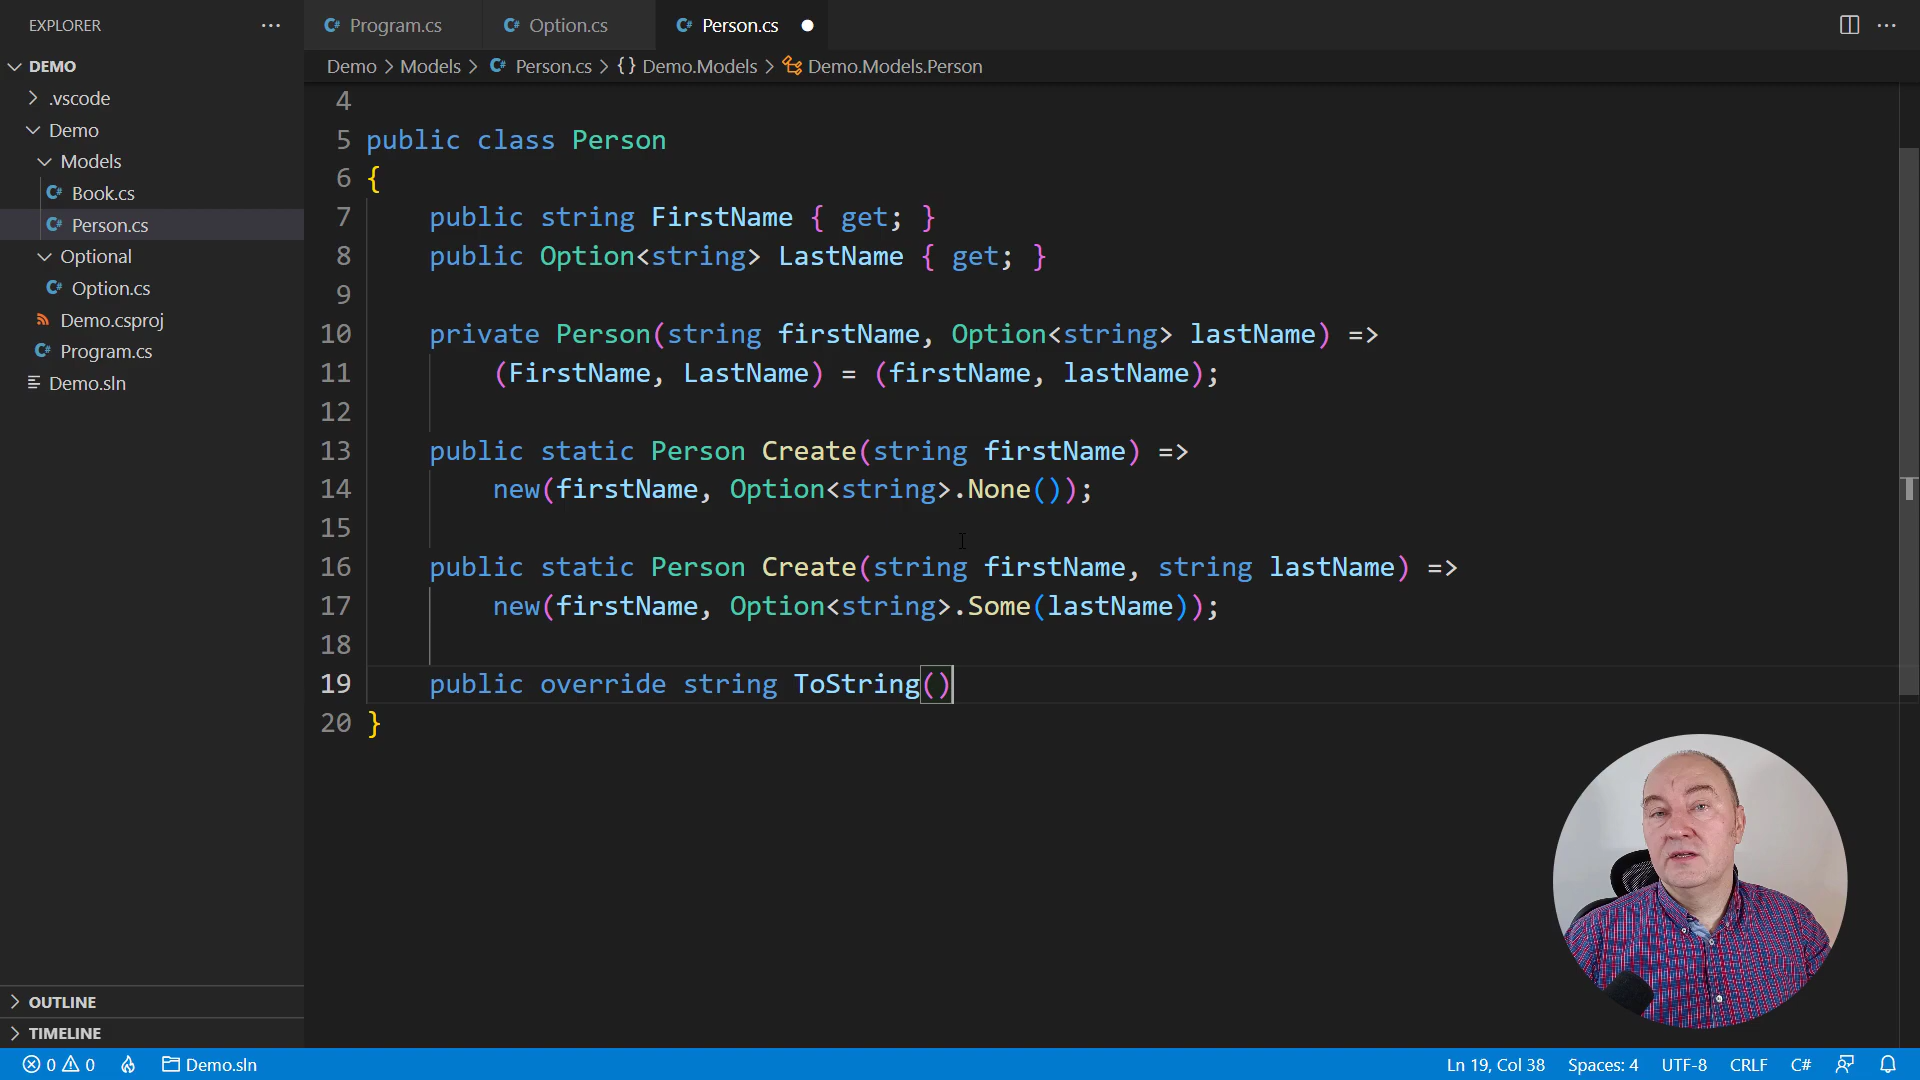 EXPLORER
DEMO
.vscode
Demo
Models
C# Book.cs
C# Person.cs
Optional
C# Option.cs
Demo.csproj
C# Program.cs
Demo.sln
OUTLINE
TIMELINE
C# Program.cs C# Option.cs C# Person.cs
Demo > Models > C# Person.cs > {} Demo.Models > Demo.Models.Person
4
5 public class Person
6 {
7 public string FirstName { get; }
8 public Option<string> LastName { get; }
9
10 private Person(string firstName, Option<string> lastName) =>
11 (FirstName, LastName) = (firstName, lastName);
12
13 public static Person Create(string firstName) =>
14 new(firstName, Option<string>.None());
15
16 public static Person Create(string firstName, string lastName) =>
17 new(firstName, Option<string>.Some(lastName));
18
19 public override string ToString()
20 }
0 0 Demo.sln Ln 19, Col 38 Spaces: 4 UTF-8 CRLF C#